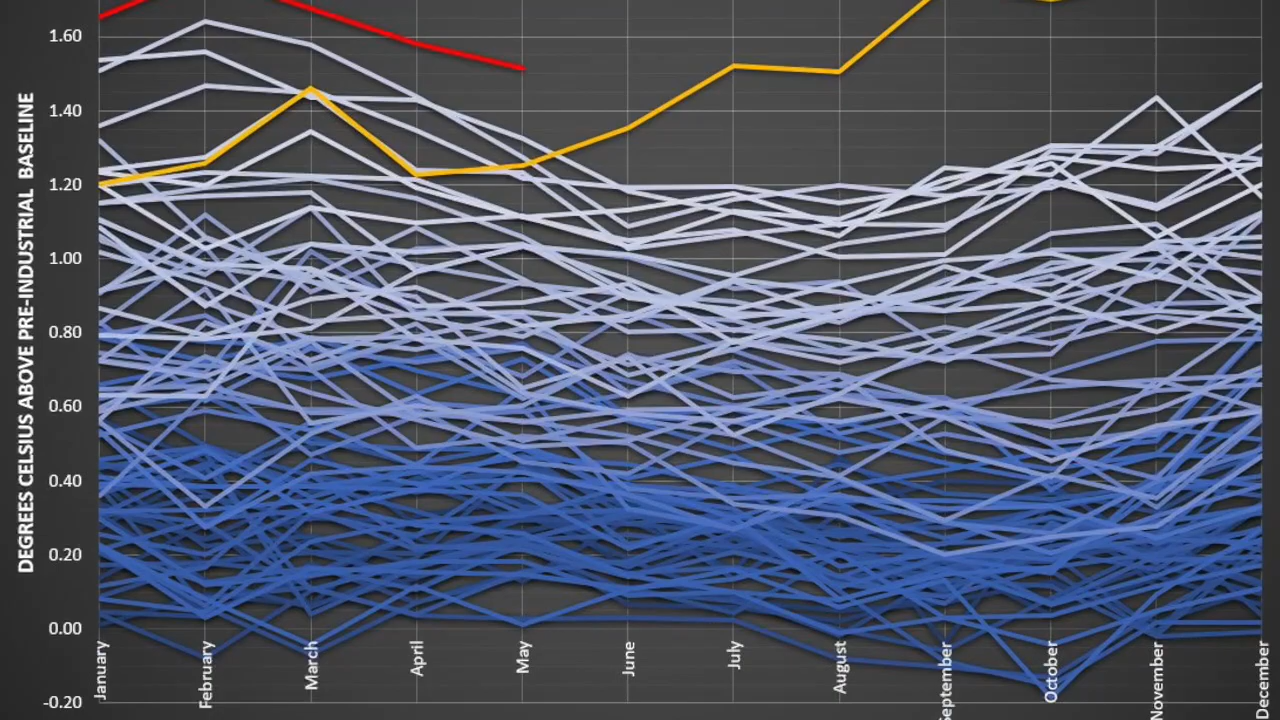 1.60
1.40
1.20
1.00
0.80
0.60
0.40
0.20
0.00
-0.20
DEGREES CELSIUS ABOVE PRE-INDUSTRIAL BASELINE
January
February
March
April
May
June
July
August
September
October
November
December